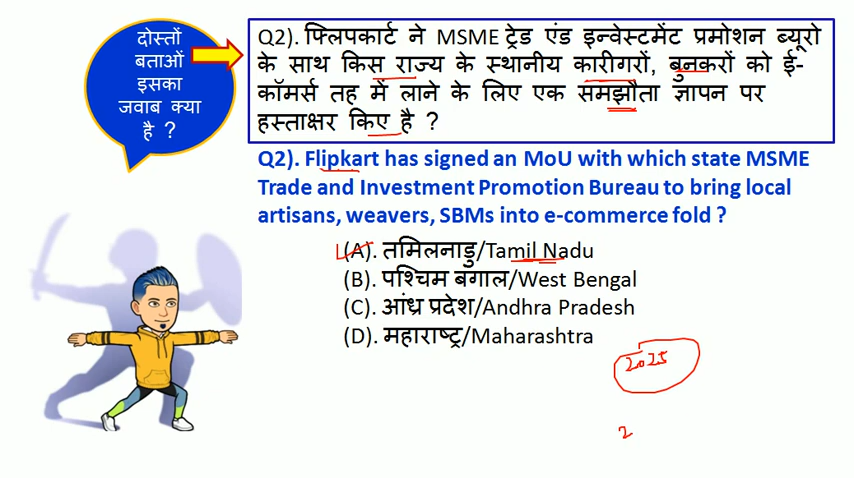 दोस्तों
बताओं
इसका
जवाब क्या
है ?
Q2). फ्लिपकार्ट ने MSME ट्रेड एंड इन्वेस्टमेंट प्रमोशन ब्यूरो
के साथ किस राज्य के स्थानीय कारीगरों, बुनकरों को ई-
कॉमर्स तह में लाने के लिए एक समझौता ज्ञापन पर
हस्ताक्षर किए है ?
Q2). Flipkart has signed an MoU with which state MSME
Trade and Investment Promotion Bureau to bring local
artisans, weavers, SBMs into e-commerce fold ?
(A). तमिलनाडु/Tamil Nadu
(B). पश्चिम बंगाल/West Bengal
(C). आंध्र प्रदेश/Andhra Pradesh
(D). महाराष्ट्र/Maharashtra
2025
2